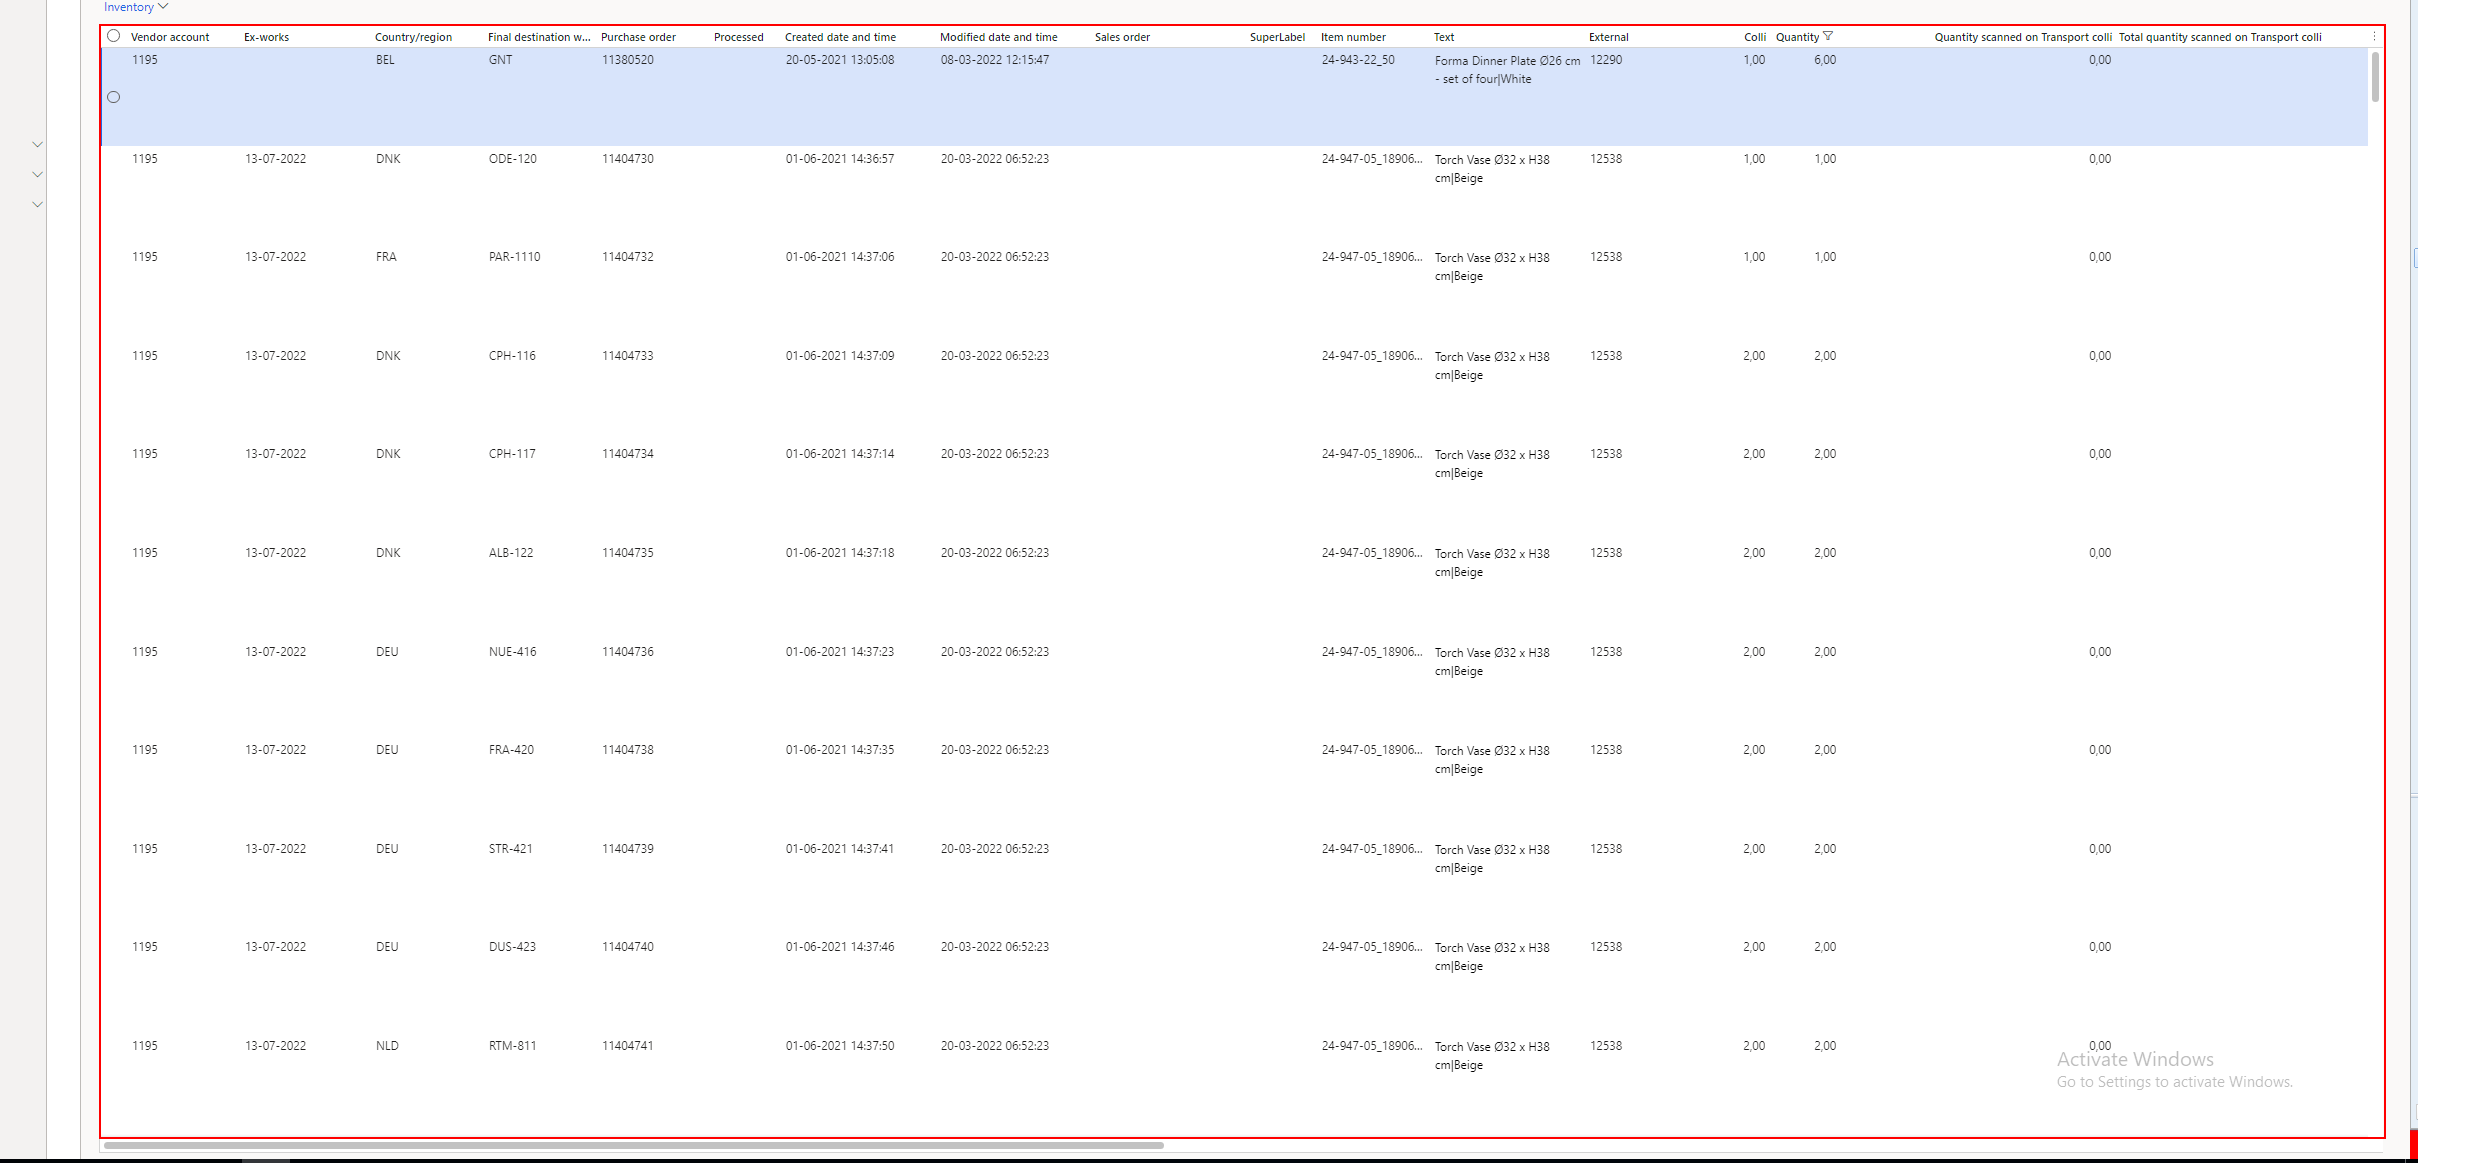 Inventory
Vendor account Ex-works Country/region Final destination w... Purchase order Processed Created date and time Modified date and time Sales order SuperLabel Item number Text External Colli Quantity Quantity scanned on Transport colli Total quantity scanned on Transport colli
1195 BEL GNT 11380520 20-05-2021 13:05:08 08-03-2022 12:15:47 24-943-22_50 Forma Dinner Plate Ø26 cm 12290 1,00 6,00 0,00
- set of four|White
1195 13-07-2022 DNK ODE-120 11404730 01-06-2021 14:36:57 20-03-2022 06:52:23 24-947-05_18906... Torch Vase Ø32 x H38 12538 1,00 1,00 0,00
cm|Beige
1195 13-07-2022 FRA PAR-1110 11404732 01-06-2021 14:37:06 20-03-2022 06:52:23 24-947-05_18906... Torch Vase Ø32 x H38 12538 1,00 1,00 0,00
cm|Beige
1195 13-07-2022 DNK CPH-116 11404733 01-06-2021 14:37:09 20-03-2022 06:52:23 24-947-05_18906... Torch Vase Ø32 x H38 12538 2,00 2,00 0,00
cm|Beige
1195 13-07-2022 DNK CPH-117 11404734 01-06-2021 14:37:14 20-03-2022 06:52:23 24-947-05_18906... Torch Vase Ø32 x H38 12538 2,00 2,00 0,00
cm|Beige
1195 13-07-2022 DNK ALB-122 11404735 01-06-2021 14:37:18 20-03-2022 06:52:23 24-947-05_18906... Torch Vase Ø32 x H38 12538 2,00 2,00 0,00
cm|Beige
1195 13-07-2022 DEU NUE-416 11404736 01-06-2021 14:37:23 20-03-2022 06:52:23 24-947-05_18906... Torch Vase Ø32 x H38 12538 2,00 2,00 0,00
cm|Beige
1195 13-07-2022 DEU FRA-420 11404738 01-06-2021 14:37:35 20-03-2022 06:52:23 24-947-05_18906... Torch Vase Ø32 x H38 12538 2,00 2,00 0,00
cm|Beige
1195 13-07-2022 DEU STR-421 11404739 01-06-2021 14:37:41 20-03-2022 06:52:23 24-947-05_18906... Torch Vase Ø32 x H38 12538 2,00 2,00 0,00
cm|Beige
1195 13-07-2022 DEU DUS-423 11404740 01-06-2021 14:37:46 20-03-2022 06:52:23 24-947-05_18906... Torch Vase Ø32 x H38 12538 2,00 2,00 0,00
cm|Beige
1195 13-07-2022 NLD RTM-811 11404741 01-06-2021 14:37:50 20-03-2022 06:52:23 24-947-05_18906... Torch Vase Ø32 x H38 12538 2,00 2,00 0,00
cm|Beige
Activate Windows
Go to Settings to activate Windows.